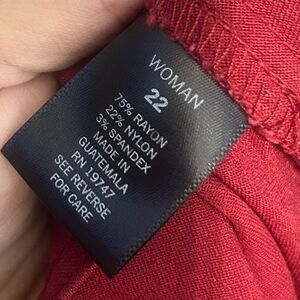 WOMAN
22
75% RAYON
22% NYLON
3% SPANDEX
MADE IN
GUATEMALA
RN 19747
SEE REVERSE
FOR CARE